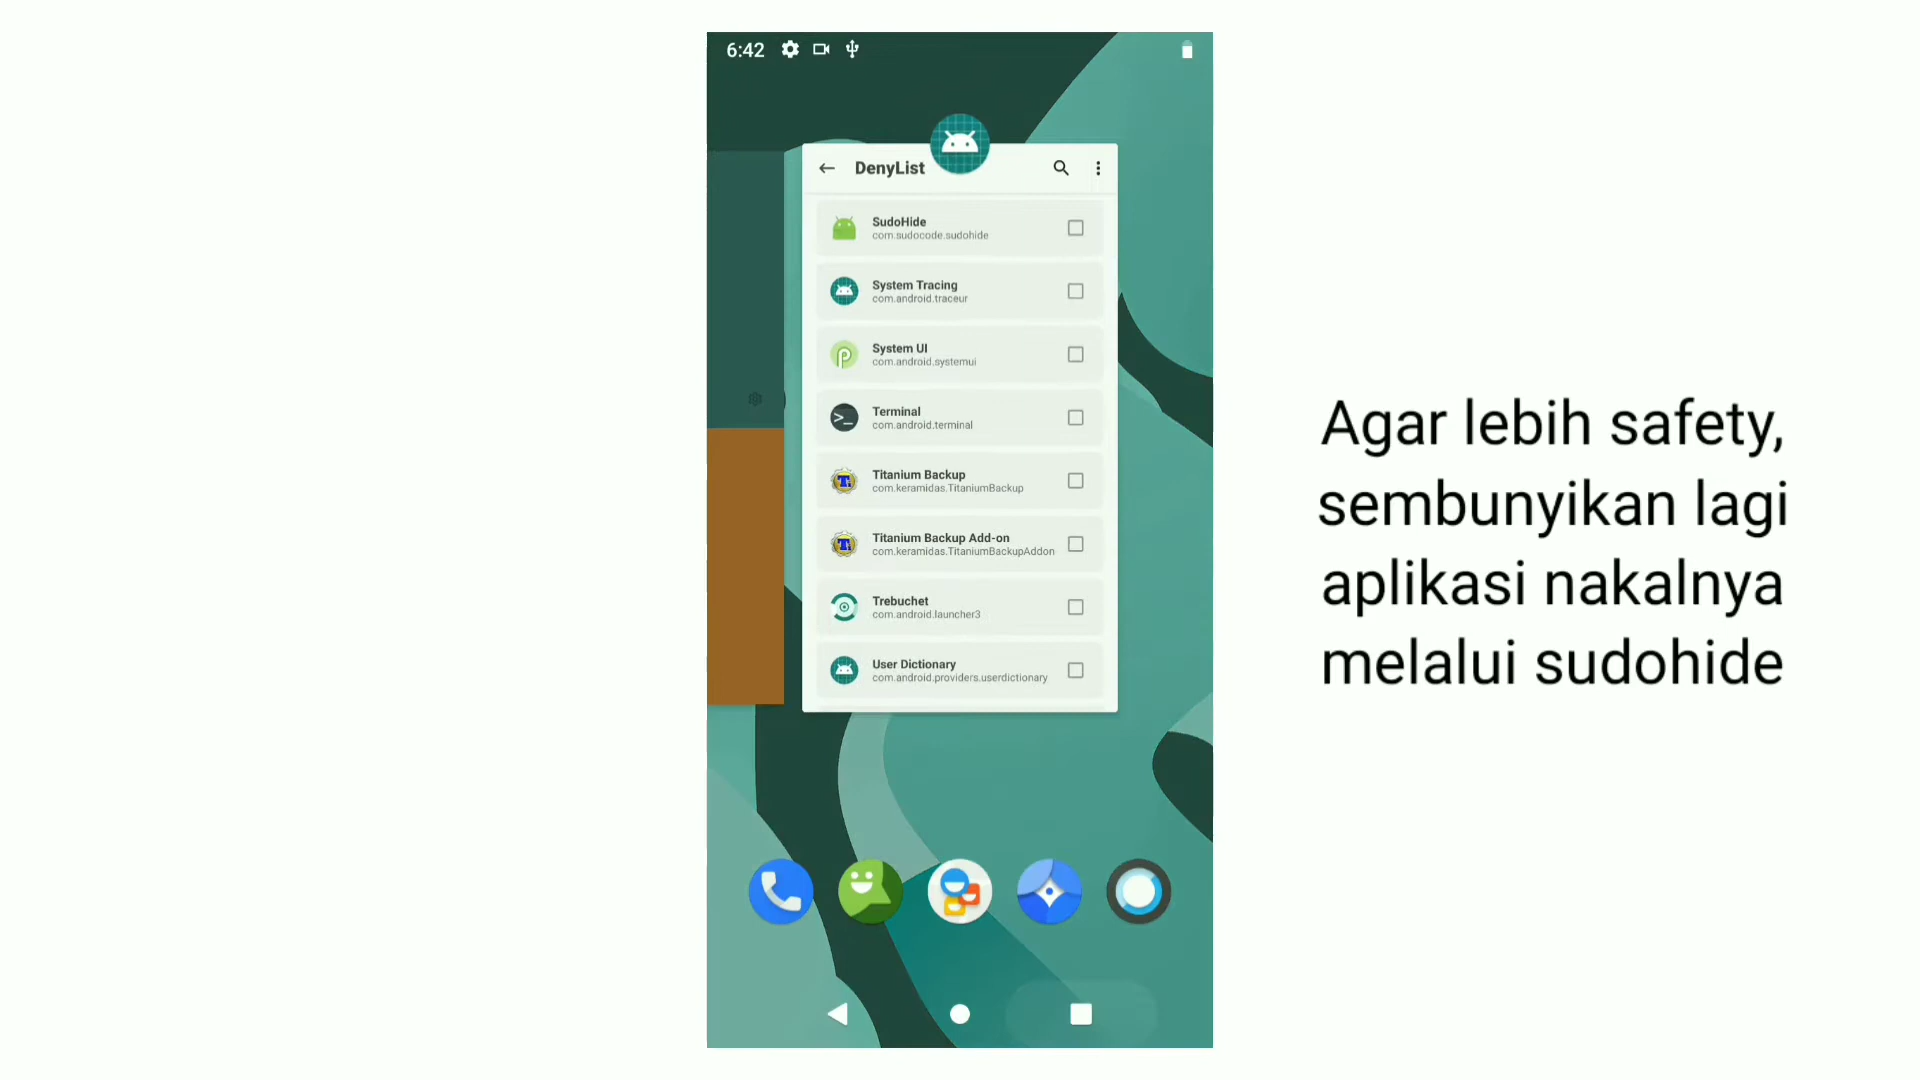 6:42
DenyList
SudoHide
com.sudocode.sudohide
System Tracing
com.android.traceur
System UI
com.android.systemui
Terminal
com.android.terminal
Titanium Backup
com.keramidas.TitaniumBackup
Titanium Backup Add-on
com.keramidas.TitaniumBackupAddon
Trebuchet
com.android.launcher3
User Dictionary
com.android.providers.userdictionary
Agar lebih safety,
sembunyikan lagi
aplikasi nakalnya
melalui sudohide